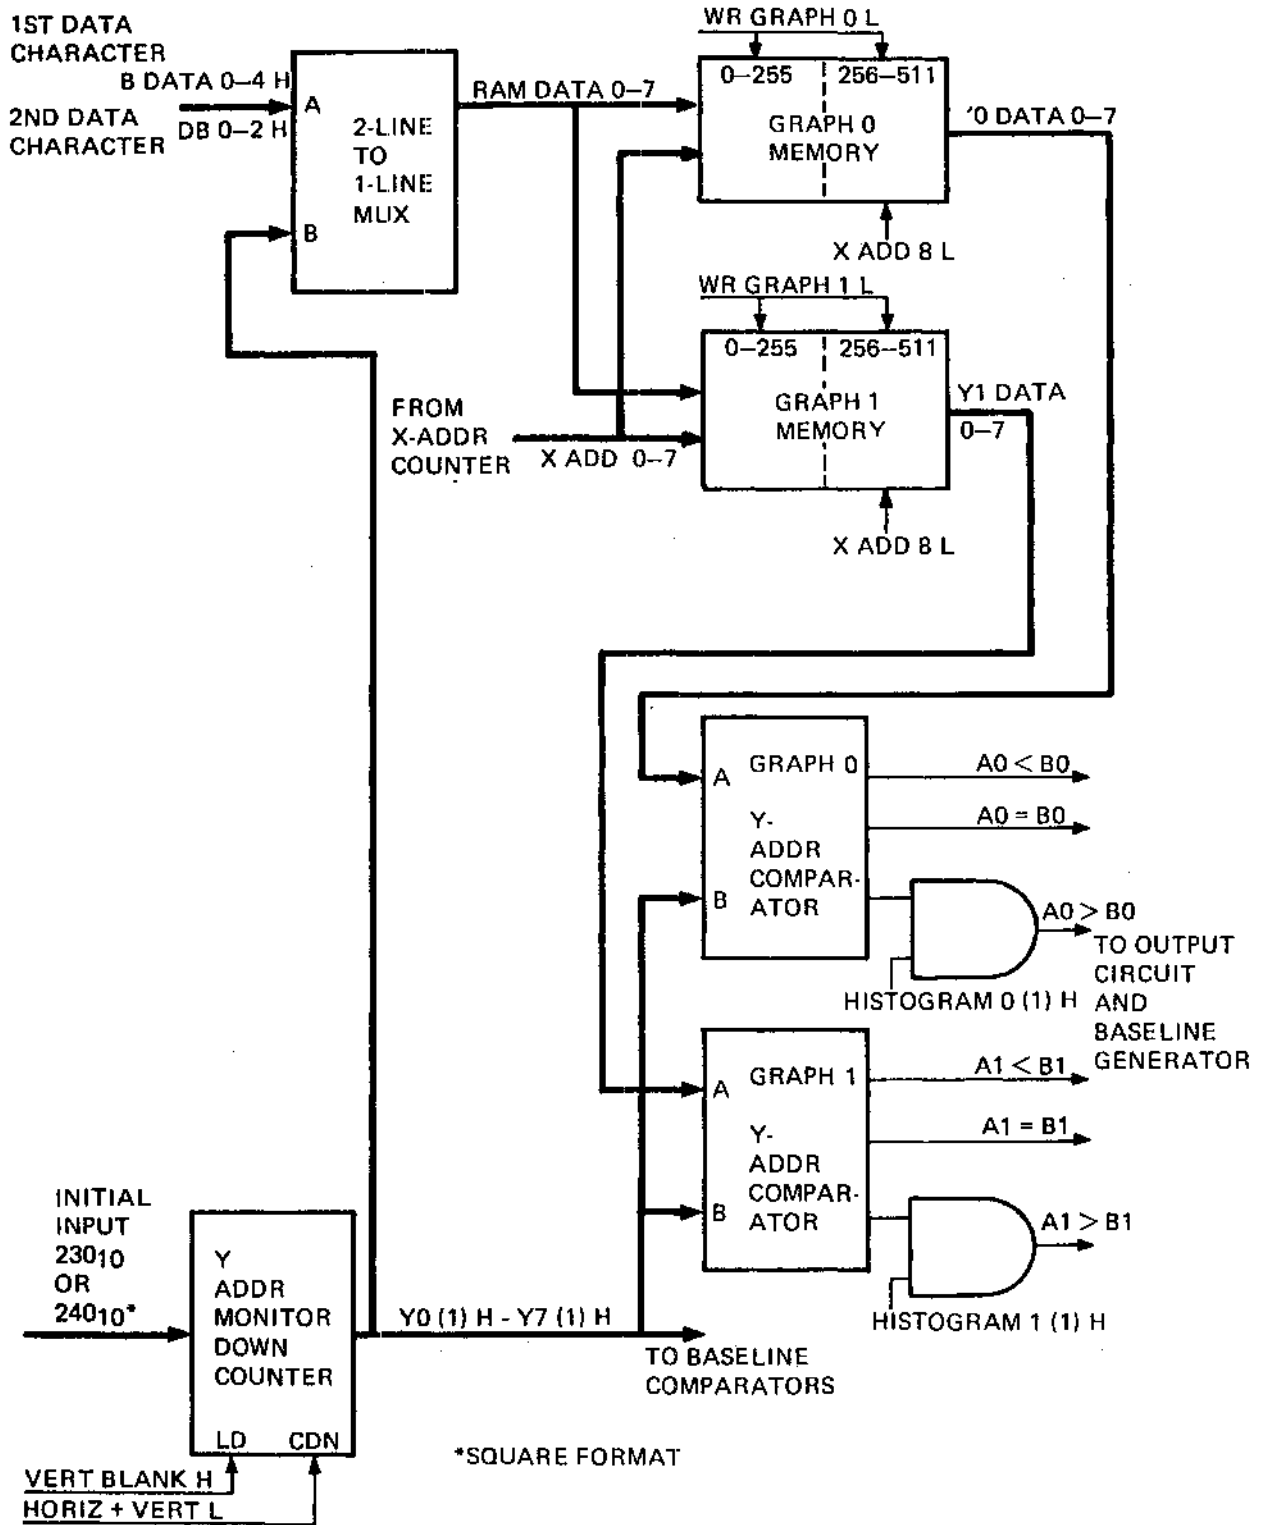 1ST DATA
CHARACTER
B DATA 0–4 H
2ND DATA
CHARACTER
DB 0–2 H
A
B
2-LINE
TO
1-LINE
MUX
RAM DATA 0–7
WR GRAPH 0 L
0–255
256–511
GRAPH 0
MEMORY
'0 DATA 0–7
X ADD 8 L
WR GRAPH 1 L
0–255
256–511
GRAPH 1
MEMORY
Y1 DATA
0–7
X ADD 8 L
FROM
X-ADDR
COUNTER
X ADD 0–7
A
B
GRAPH 0
Y-
ADDR
COMPAR-
ATOR
A0 < B0
A0 = B0
A0 > B0
HISTOGRAM 0 (1) H
TO OUTPUT
CIRCUIT
AND
BASELINE
GENERATOR
A
B
GRAPH 1
Y-
ADDR
COMPAR-
ATOR
A1 < B1
A1 = B1
A1 > B1
HISTOGRAM 1 (1) H
INITIAL
INPUT
230₁₀
OR
240₁₀*
Y
ADDR
MONITOR
DOWN
COUNTER
LD
CDN
Y0 (1) H - Y7 (1) H
TO BASELINE
COMPARATORS
*SQUARE FORMAT
VERT BLANK H
HORIZ + VERT L